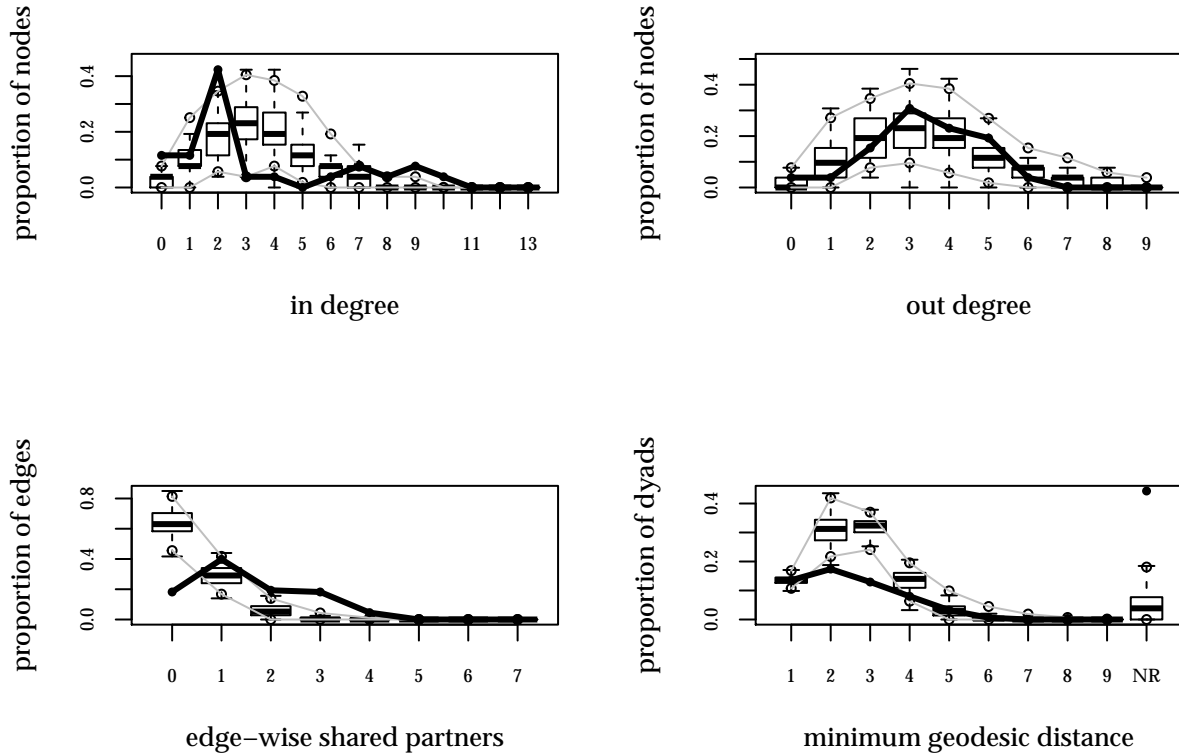 proportion of nodes
0.0 0.2 0.4
0 1 2 3 4 5 6 7 8 9 11 13
in degree
proportion of nodes
0.0 0.2 0.4
0 1 2 3 4 5 6 7 8 9
out degree
proportion of edges
0.0 0.4 0.8
0 1 2 3 4 5 6 7
edge−wise shared partners
proportion of dyads
0.0 0.2 0.4
1 2 3 4 5 6 7 8 9 NR
minimum geodesic distance